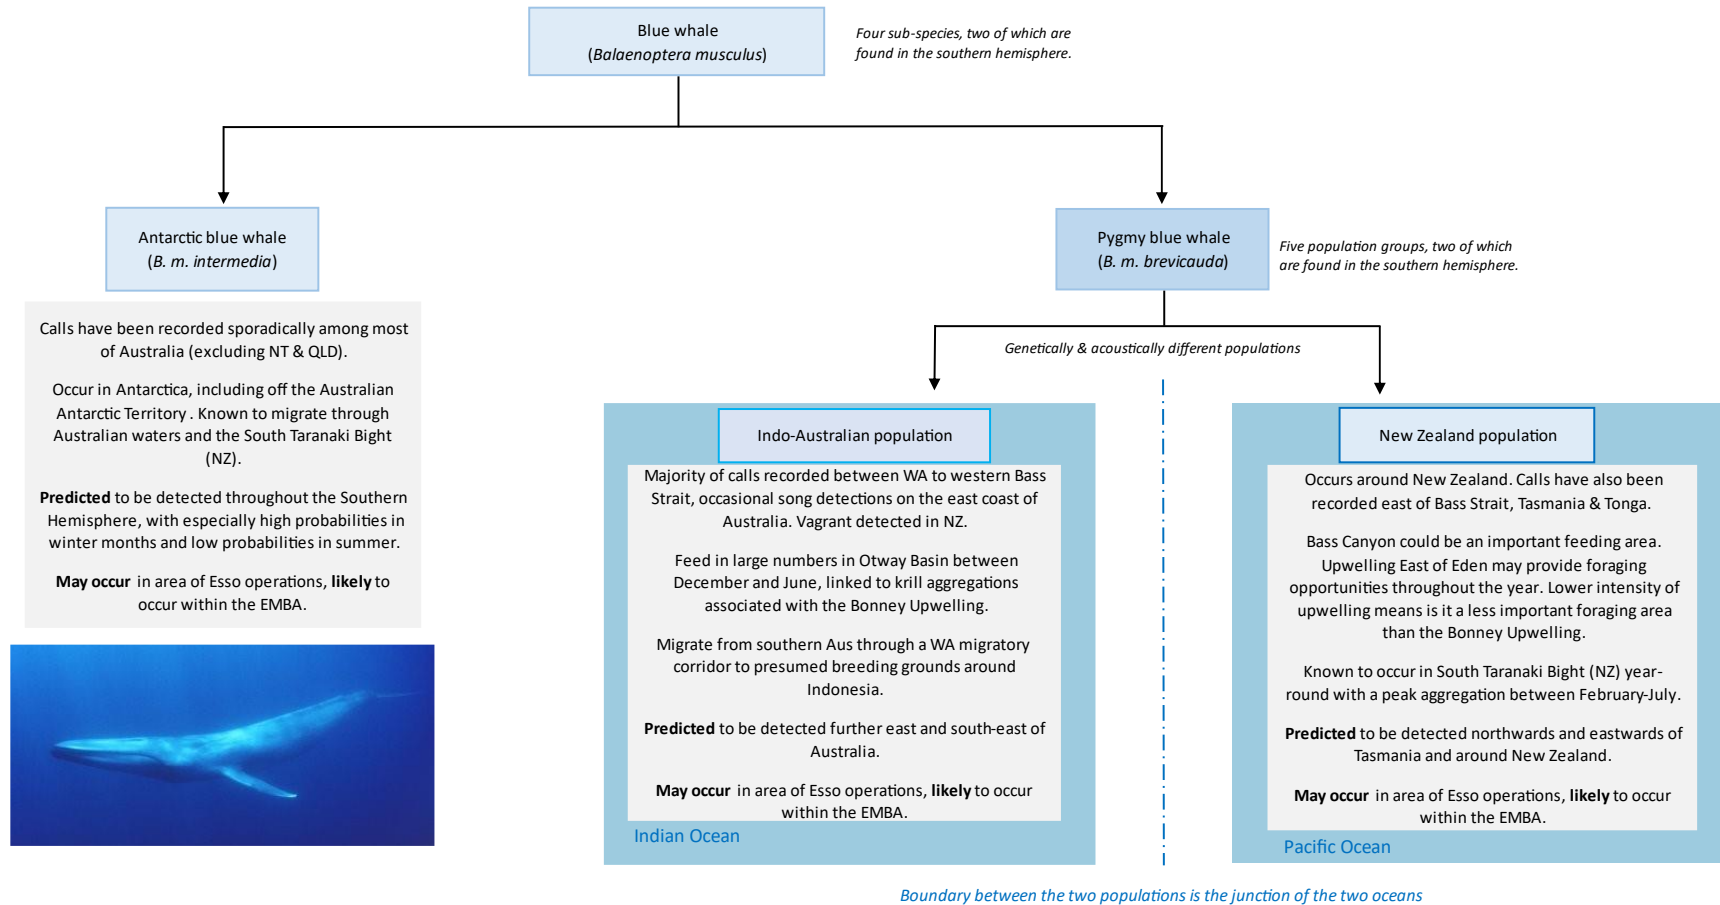 Blue whale
(Balaenoptera musculus)
Four sub-species, two of which are
found in the southern hemisphere.
Antarctic blue whale
(B. m. intermedia)
Pygmy blue whale
(B. m. brevicauda)
Five population groups, two of which
are found in the southern hemisphere.
Calls have been recorded sporadically among most
of Australia (excluding NT & QLD).
Occur in Antarctica, including off the Australian
Antarctic Territory . Known to migrate through
Australian waters and the South Taranaki Bight
(NZ).
Predicted to be detected throughout the Southern
Hemisphere, with especially high probabilities in
winter months and low probabilities in summer.
May occur in area of Esso operations, likely to
occur within the EMBA.
Genetically & acoustically different populations
Indo-Australian population
Majority of calls recorded between WA to western Bass
Strait, occasional song detections on the east coast of
Australia. Vagrant detected in NZ.
Feed in large numbers in Otway Basin between
December and June, linked to krill aggregations
associated with the Bonney Upwelling.
Migrate from southern Aus through a WA migratory
corridor to presumed breeding grounds around
Indonesia.
Predicted to be detected further east and south-east of
Australia.
May occur in area of Esso operations, likely to occur
within the EMBA.
Indian Ocean
New Zealand population
Occurs around New Zealand. Calls have also been
recorded east of Bass Strait, Tasmania & Tonga.
Bass Canyon could be an important feeding area.
Upwelling East of Eden may provide foraging
opportunities throughout the year. Lower intensity of
upwelling means is it a less important foraging area
than the Bonney Upwelling.
Known to occur in South Taranaki Bight (NZ) year-
round with a peak aggregation between February-July.
Predicted to be detected northwards and eastwards of
Tasmania and around New Zealand.
May occur in area of Esso operations, likely to occur
within the EMBA.
Pacific Ocean
Boundary between the two populations is the junction of the two oceans